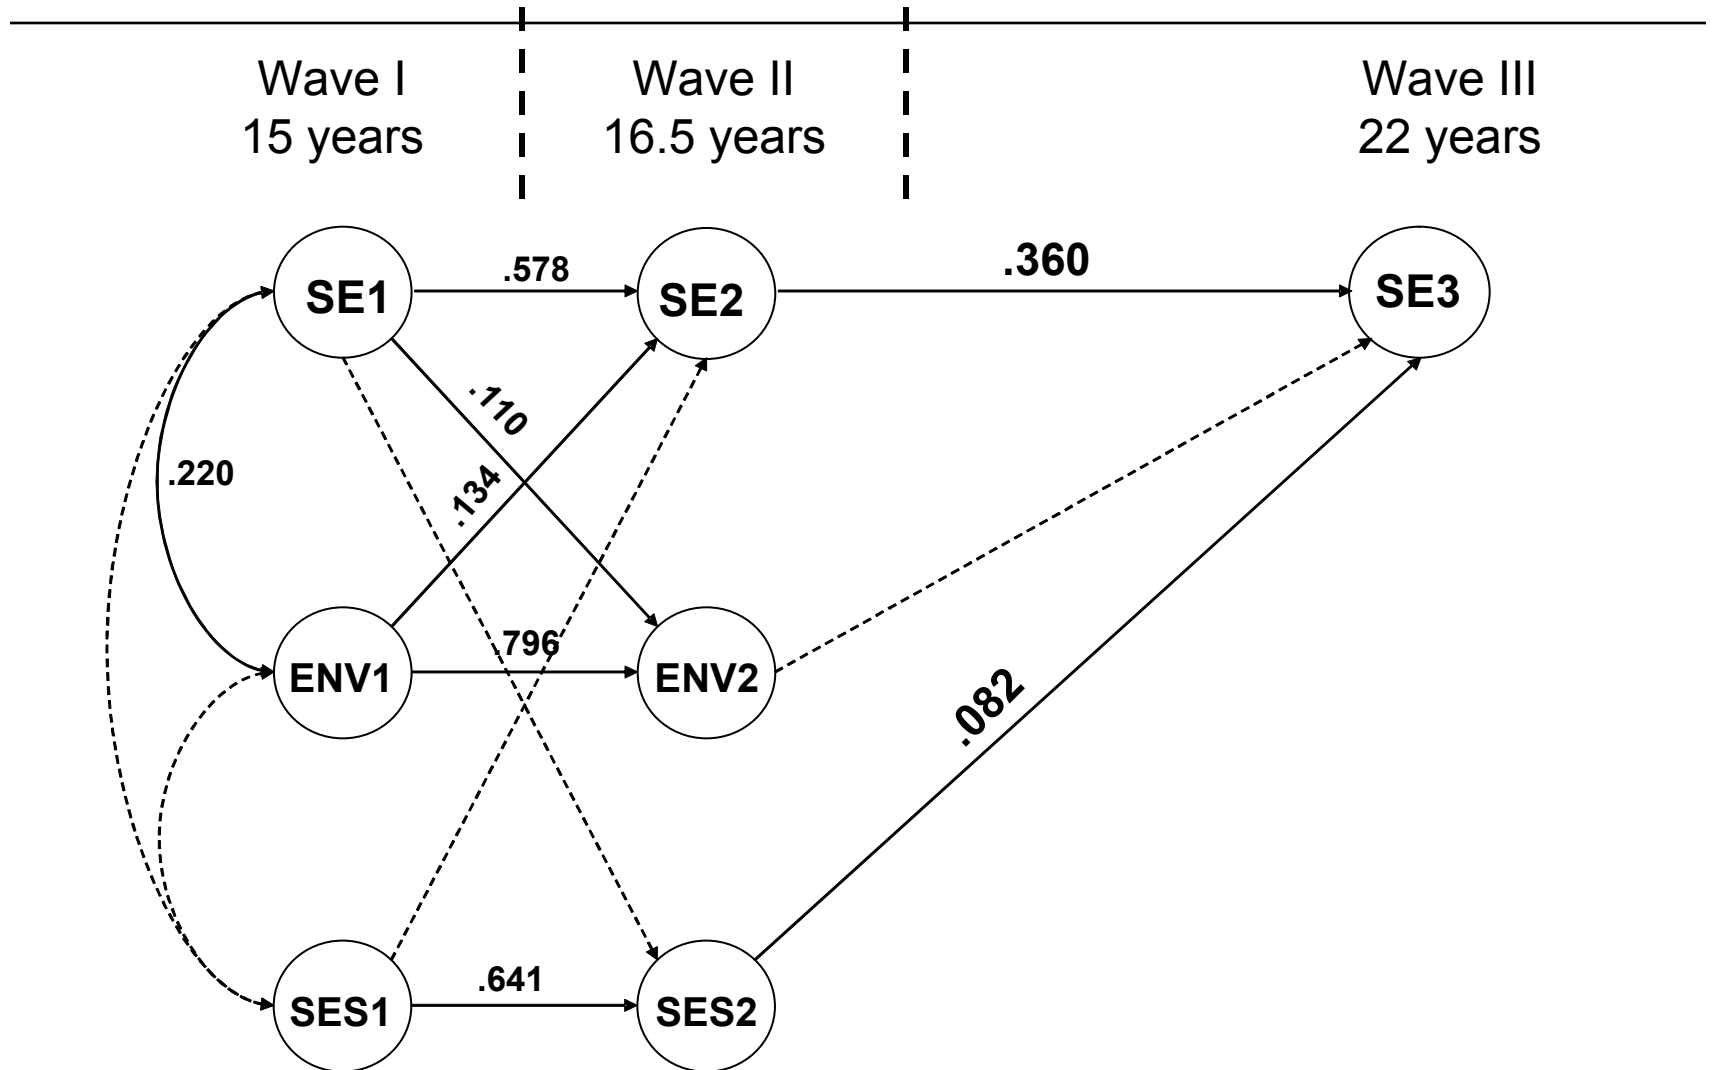 Wave I
15 years
Wave II
16.5 years
Wave III
22 years
SE1
.578
SE2
.360
SE3
.110
.134
.220
ENV1
.796
ENV2
.082
SES1
.641
SES2